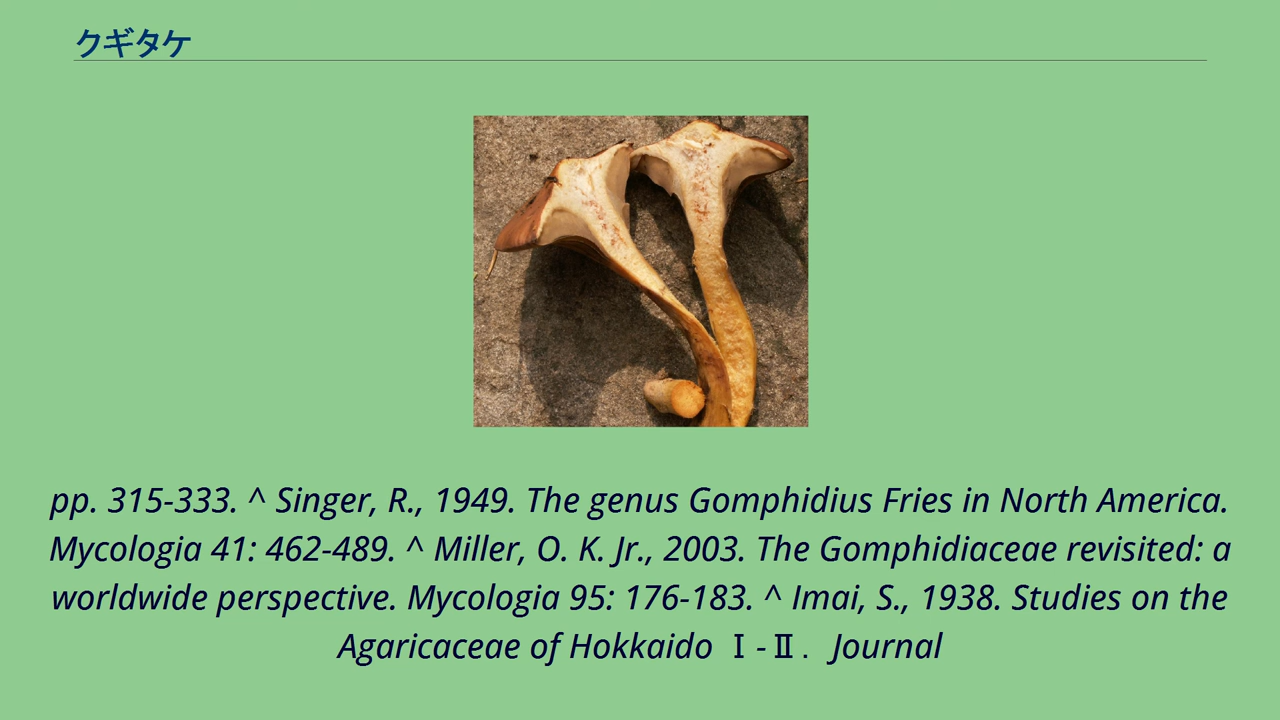 クギタケ
pp. 315-333. ^ Singer, R., 1949. The genus Gomphidius Fries in North America.
Mycologia 41: 462-489. ^ Miller, O. K. Jr., 2003. The Gomphidiaceae revisited: a
worldwide perspective. Mycologia 95: 176-183. ^ Imai, S., 1938. Studies on the
Agaricaceae of Hokkaido Ⅰ-Ⅱ. Journal